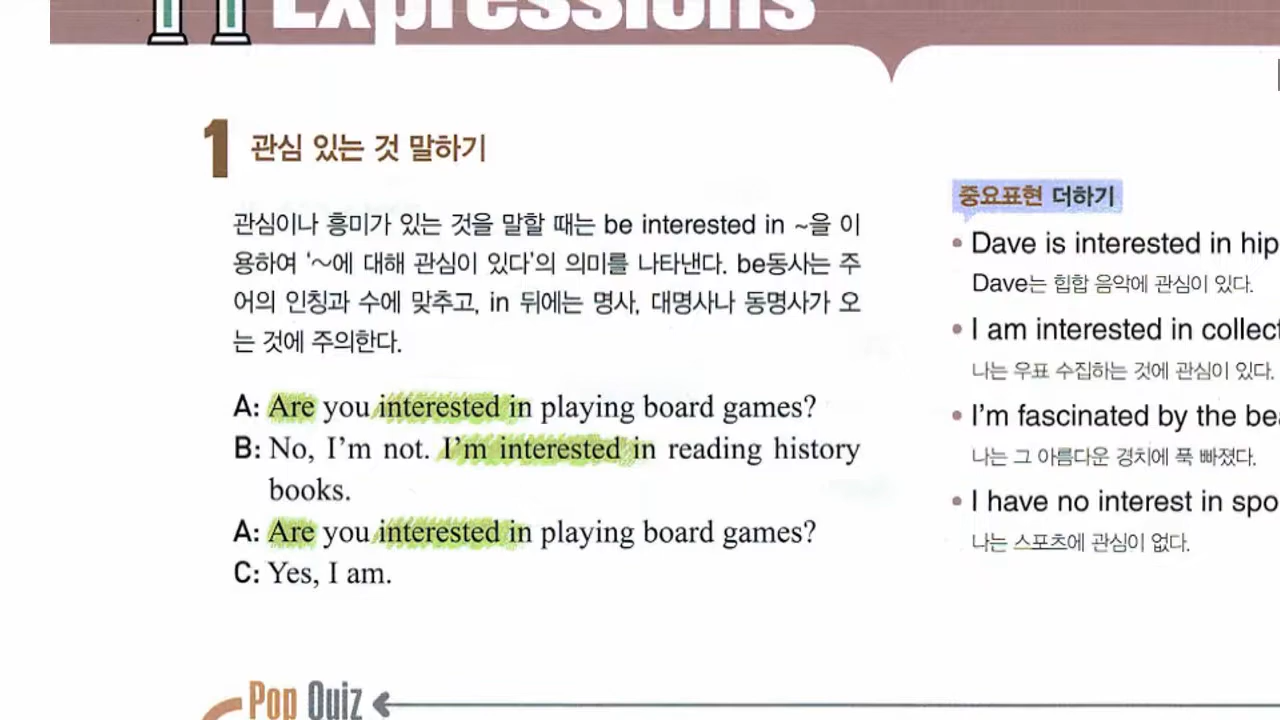 Expressions
1 관심 있는 것 말하기
관심이나 흥미가 있는 것을 말할 때는 be interested in ~을 이
용하여 '~에 대해 관심이 있다'의 의미를 나타낸다. be동사는 주
어의 인칭과 수에 맞추고, in 뒤에는 명사, 대명사나 동명사가 오
는 것에 주의한다.
A: Are you interested in playing board games?
B: No, I'm not. I'm interested in reading history
books.
A: Are you interested in playing board games?
C: Yes, I am.
Pop Quiz
중요표현 더하기
• Dave is interested in hip
Dave는 힙합 음악에 관심이 있다.
• I am interested in collect
나는 우표 수집하는 것에 관심이 있다.
• I'm fascinated by the bea
나는 그 아름다운 경치에 푹 빠졌다.
• I have no interest in spo
나는 스포츠에 관심이 없다.